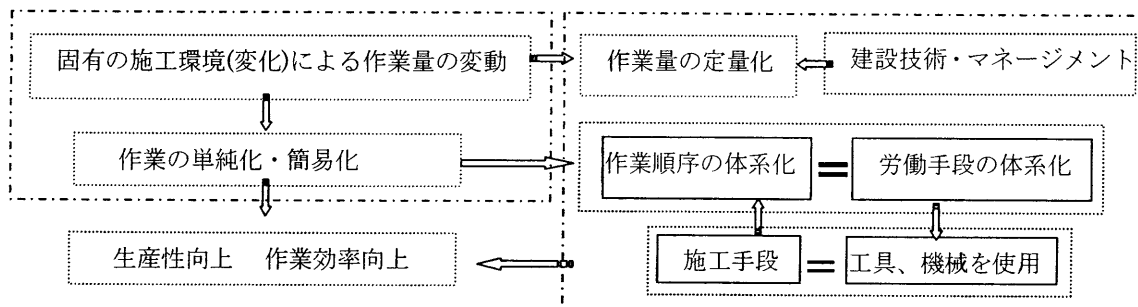 固有の施工環境(変化)による作業量の変動
作業量の定量化
建設技術・マネージメント
作業の単純化・簡易化
作業順序の体系化
=
労働手段の体系化
生産性向上　作業効率向上
施工手段
=
工具、機械を使用